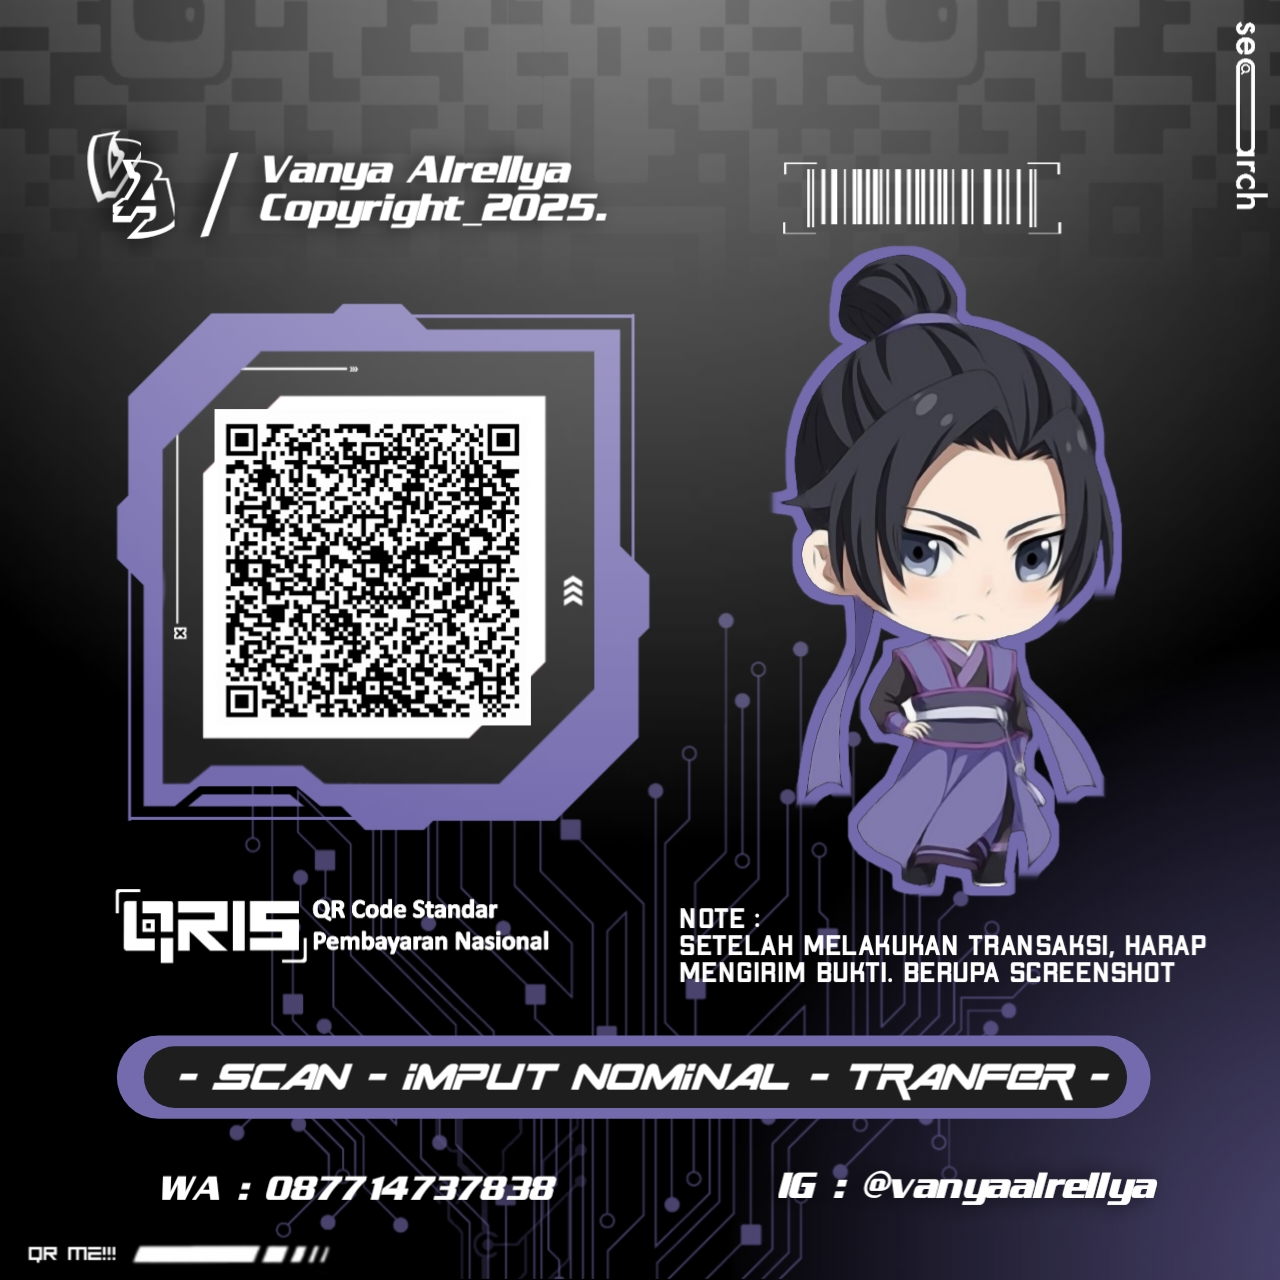 VA / Vanya Alrellya
Copyright_2025.
search
QRIS
QR Code Standar
Pembayaran Nasional
NOTE :
SETELAH MELAKUKAN TRANSAKSI, HARAP
MENGIRIM BUKTI. BERUPA SCREENSHOT
- SCAN - IMPUT NOMINAL - TRANFER -
WA : 087714737838
IG : @vanyaalrellya
QR ME!!!